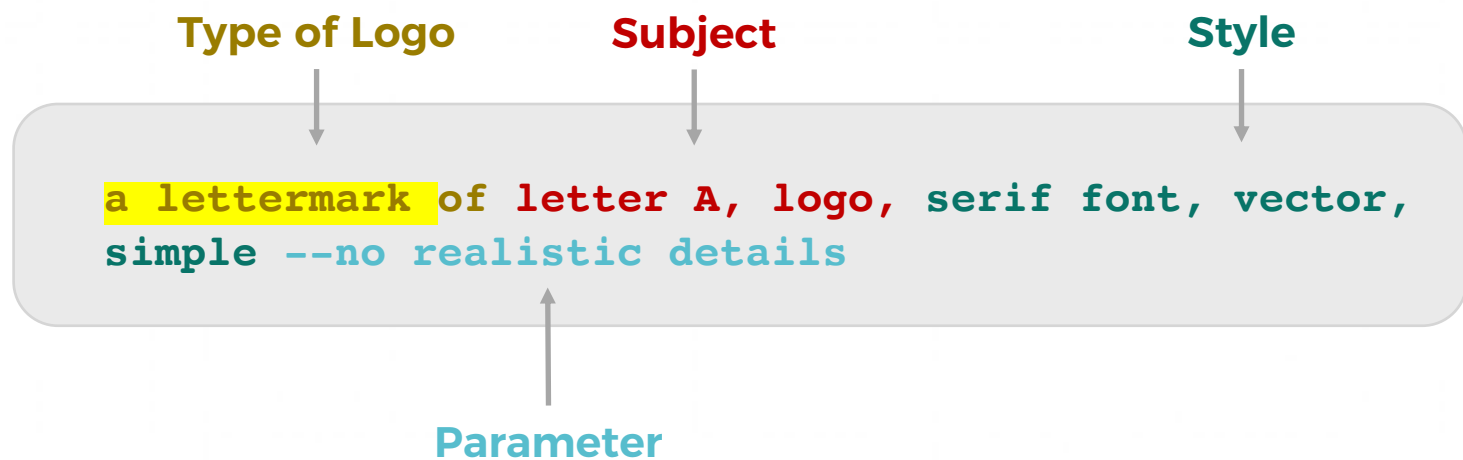 Type of Logo Subject Style
a lettermark of letter A, logo, serif font, vector,
simple --no realistic details
Parameter